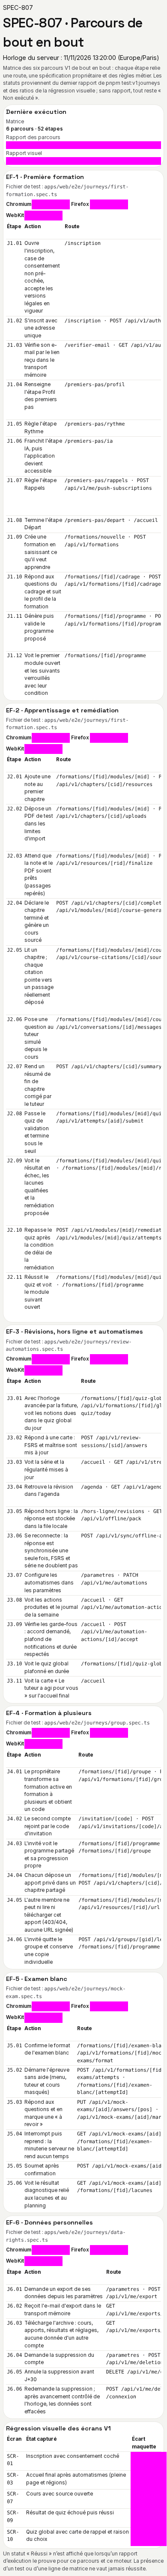 SPEC-807
SPEC-807 · Parcours de
bout en bout
Horloge du serveur : 11/11/2026 13:20:00 (Europe/Paris)
Matrice des six parcours V1 de bout en bout : chaque étape relie
une route, une spécification propriétaire et des règles métier. Les
statuts proviennent du dernier rapport de pnpm test:v1:journeys
et des ratios de la régression visuelle ; sans rapport, tout reste «
Non exécuté ».
Dernière exécution
Matrice
6 parcours · 52 étapes
Rapport des parcours
Rapport visuel
EF-1 · Première formation
Fichier de test : apps/web/e2e/journeys/first-
formation.spec.ts
Chromium Firefox
WebKit
Étape Action Route
J1.01 Ouvre /inscription
l'inscription,
case de
consentement
non pré-
cochée,
accepte les
versions
légales en
vigueur
J1.02 S'inscrit avec /inscription · POST /api/v1/auth
une adresse
unique
J1.03 Vérifie son e- /verifier-email · GET /api/v1/au
mail par le lien
reçu dans le
transport
mémoire
J1.04 Renseigne /premiers-pas/profil
l'étape Profil
des premiers
pas
J1.05 Règle l'étape /premiers-pas/rythme
Rythme
J1.06 Franchit l'étape /premiers-pas/ia
IA, puis
l'application
devient
accessible
J1.07 Règle l'étape /premiers-pas/rappels · POST
Rappels /api/v1/me/push-subscriptions
J1.08 Termine l'étape /premiers-pas/depart · /accueil
Départ
J1.09 Crée une /formations/nouvelle · POST
formation en /api/v1/formations
saisissant ce
qu'il veut
apprendre
J1.10 Répond aux /formations/[fid]/cadrage · POST
questions du /api/v1/formations/[fid]/cadrage
cadrage et suit
le profil de la
formation
J1.11 Génère puis /formations/[fid]/programme · PO
valide le /api/v1/formations/[fid]/program
programme
proposé
J1.12 Voit le premier /formations/[fid]/programme
module ouvert
et les suivants
verrouillés
avec leur
condition
EF-2 · Apprentissage et remédiation
Fichier de test : apps/web/e2e/journeys/first-
formation.spec.ts
Chromium Firefox
WebKit
Étape Action Route
J2.01 Ajoute une /formations/[fid]/modules/[mid] · P
note au /api/v1/chapters/[cid]/resources
premier
chapitre
J2.02 Dépose un /formations/[fid]/modules/[mid] · P
PDF de test /api/v1/chapters/[cid]/uploads
dans les
limites
d'import
J2.03 Attend que /formations/[fid]/modules/[mid] · P
la note et le /api/v1/resources/[rid]/finalize
PDF soient
prêts
(passages
repérés)
J2.04 Déclare le POST /api/v1/chapters/[cid]/complet
chapitre /api/v1/modules/[mid]/course-genera
terminé et
génère un
cours
sourcé
J2.05 Lit un /formations/[fid]/modules/[mid]/cou
chapitre ; /api/v1/course-citations/[cid]/sour
chaque
citation
pointe vers
un passage
réellement
déposé
J2.06 Pose une /formations/[fid]/modules/[mid]/cou
question au /api/v1/conversations/[id]/messages
tuteur
simulé
depuis le
cours
J2.07 Rend un POST /api/v1/chapters/[cid]/summary
résumé de
fin de
chapitre
corrigé par
le tuteur
J2.08 Passe le /formations/[fid]/modules/[mid]/qui
quiz de /api/v1/attempts/[aid]/submit
validation
et termine
sous le
seuil
J2.09 Voit le /formations/[fid]/modules/[mid]/qui
résultat en · /formations/[fid]/modules/[mid]/r
échec, les
lacunes
qualifiées
et la
remédiation
proposée
J2.10 Repasse le POST /api/v1/modules/[mid]/remediat
quiz après /api/v1/modules/[mid]/quiz/attempts
la condition
de délai de
la
remédiation
J2.11 Réussit le /formations/[fid]/modules/[mid]/qui
quiz et voit · /formations/[fid]/programme
le module
suivant
ouvert
EF-3 · Révisions, hors ligne et automatismes
Fichier de test : apps/web/e2e/journeys/review-
automations.spec.ts
Chromium Firefox
WebKit
Étape Action Route
J3.01 Avec l'horloge /formations/[fid]/quiz-glob
avancée par la fixture, /api/v1/formations/[fid]/gl
voit les notions dues quiz/today
dans le quiz global
du jour
J3.02 Répond à une carte : POST /api/v1/review-
FSRS et maîtrise sont sessions/[sid]/answers
mis à jour
J3.03 Voit la série et la /accueil · GET /api/v1/stre
régularité mises à
jour
J3.04 Retrouve la révision /agenda · GET /api/v1/agenc
dans l'agenda
J3.05 Répond hors ligne : la /hors-ligne/revisions · GET
réponse est stockée /api/v1/offline/pack
dans la file locale
J3.06 Se reconnecte : la POST /api/v1/sync/offline-a
réponse est
synchronisée une
seule fois, FSRS et
série ne doublent pas
J3.07 Configure les /parametres · PATCH
automatismes dans /api/v1/me/automations
les paramètres
J3.08 Voit les actions /accueil · GET
produites et le journal /api/v1/me/automation-actio
de la semaine
J3.09 Vérifie les garde-fous /accueil · POST
: accord demandé, /api/v1/me/automation-
plafond de actions/[id]/accept
notifications et durée
respectés
J3.10 Voit le quiz global /formations/[fid]/quiz-glob
plafonné en durée
J3.11 Voit la carte « Le /accueil
tuteur a agi pour vous
» sur l'accueil final
EF-4 · Formation à plusieurs
Fichier de test : apps/web/e2e/journeys/group.spec.ts
Chromium Firefox
WebKit
Étape Action Route
J4.01 Le propriétaire /formations/[fid]/groupe · P
transforme sa /api/v1/formations/[fid]/gro
formation active en
formation à
plusieurs et obtient
un code
J4.02 Le second compte /invitation/[code] · POST
rejoint par le code /api/v1/invitations/[code]/a
d'invitation
J4.03 L'invité voit le /formations/[fid]/programme
programme partagé /formations/[fid]/groupe
et sa progression
propre
J4.04 Chacun dépose un /formations/[fid]/modules/[m
apport privé dans un POST /api/v1/chapters/[cid],
chapitre partagé
J4.05 L'autre membre ne /formations/[fid]/modules/[m
peut ni lire ni /api/v1/resources/[rid]/url
télécharger cet
apport (403/404,
aucune URL signée)
J4.06 L'invité quitte le POST /api/v1/groups/[gid]/le
groupe et conserve /formations/[fid]/programme
une copie
individuelle
EF-5 · Examen blanc
Fichier de test : apps/web/e2e/journeys/mock-
exam.spec.ts
Chromium Firefox
WebKit
Étape Action Route
J5.01 Confirme le format /formations/[fid]/examen-bla
de l'examen blanc /api/v1/formations/[fid]/moc
exams/format
J5.02 Démarre l'épreuve POST /api/v1/formations/[fid
sans aide (menu, exams/attempts ·
tuteur et cours /formations/[fid]/examen-
masqués) blanc/[attemptId]
J5.03 Répond aux PUT /api/v1/mock-
questions et en exams/[aid]/answers/[pos] ·
marque une « à /api/v1/mock-exams/[aid]/mar
revoir »
J5.04 Interrompt puis GET /api/v1/mock-exams/[aid]
reprend : la /formations/[fid]/examen-
minuterie serveur ne blanc/[attemptId]
rend aucun temps
J5.05 Soumet après POST /api/v1/mock-exams/[aid]
confirmation
J5.06 Voit le résultat GET /api/v1/mock-exams/[aid]
diagnostique relié /formations/[fid]/lacunes
aux lacunes et au
planning
EF-6 · Données personnelles
Fichier de test : apps/web/e2e/journeys/data-
rights.spec.ts
Chromium Firefox
WebKit
Étape Action Route
J6.01 Demande un export de ses /parametres · POST
données depuis les paramètres /api/v1/me/export
J6.02 Reçoit l'e-mail d'export dans le GET
transport mémoire /api/v1/me/exports
J6.03 Télécharge l'archive : cours, GET
apports, résultats et réglages, /api/v1/me/exports
aucune donnée d'un autre
compte
J6.04 Demande la suppression du /parametres · POST
compte /api/v1/me/deletion
J6.05 Annule la suppression avant DELETE /api/v1/me/
J+30
J6.06 Redemande la suppression ; POST /api/v1/me/de
après avancement contrôlé de /connexion
l'horloge, les données sont
effacées
Régression visuelle des écrans V1
Écran État capturé Écart
maquette
SCR- Inscription avec consentement coché
01
SCR- Accueil final après automatismes (pleine
03 page et régions)
SCR- Cours avec source ouverte
07
SCR- Résultat de quiz échoué puis réussi
09
SCR- Quiz global avec carte de rappel et raison
10 du choix
Un statut « Réussi » n'est affiché que lorsqu'un rapport
d'exécution le prouve pour ce parcours et ce moteur. La présence
d'un test ou d'une ligne de matrice ne vaut jamais réussite.